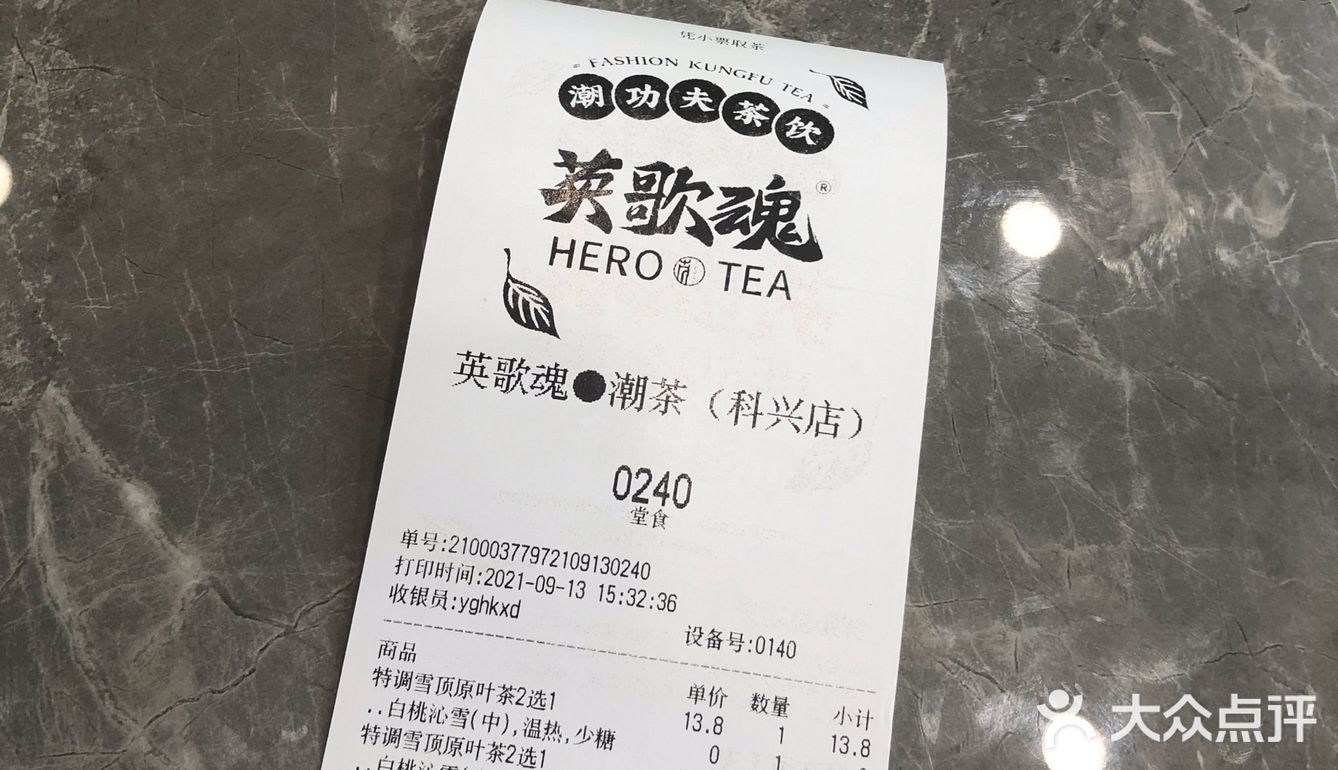 凭小票取茶
FASHION KUNGFU TEA
潮功夫茶饮
英歌魂®
HERO TEA
英歌魂●潮茶（科兴店）
0240
堂食
单号:21000377972109130240
打印时间:2021-09-13 15:32:36
收银员:yghkxd
设备号:0140
商品 单价 数量 小计
特调雪顶原叶茶2选1 13.8 1 13.8
..白桃沁雪(中),温热,少糖
特调雪顶原叶茶2选1 0 1
..白桃沁雪
大众点评